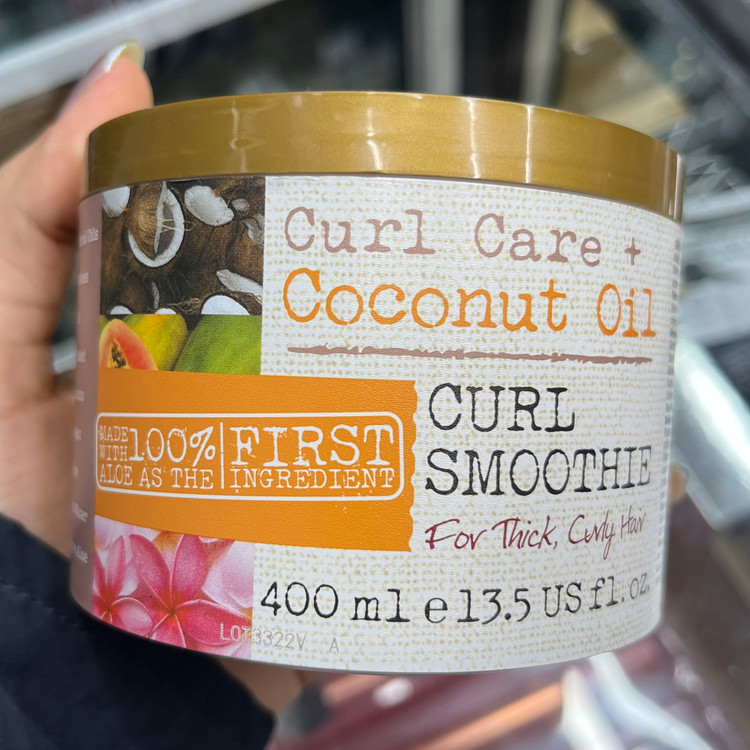 Curl Care +
Coconut Oil
CURL
SMOOTHIE
For Thick, Curly Hair
MADE WITH 100% ALOE AS THE FIRST INGREDIENT
400 ml e 13.5 US fl. oz.
LOT3322V A